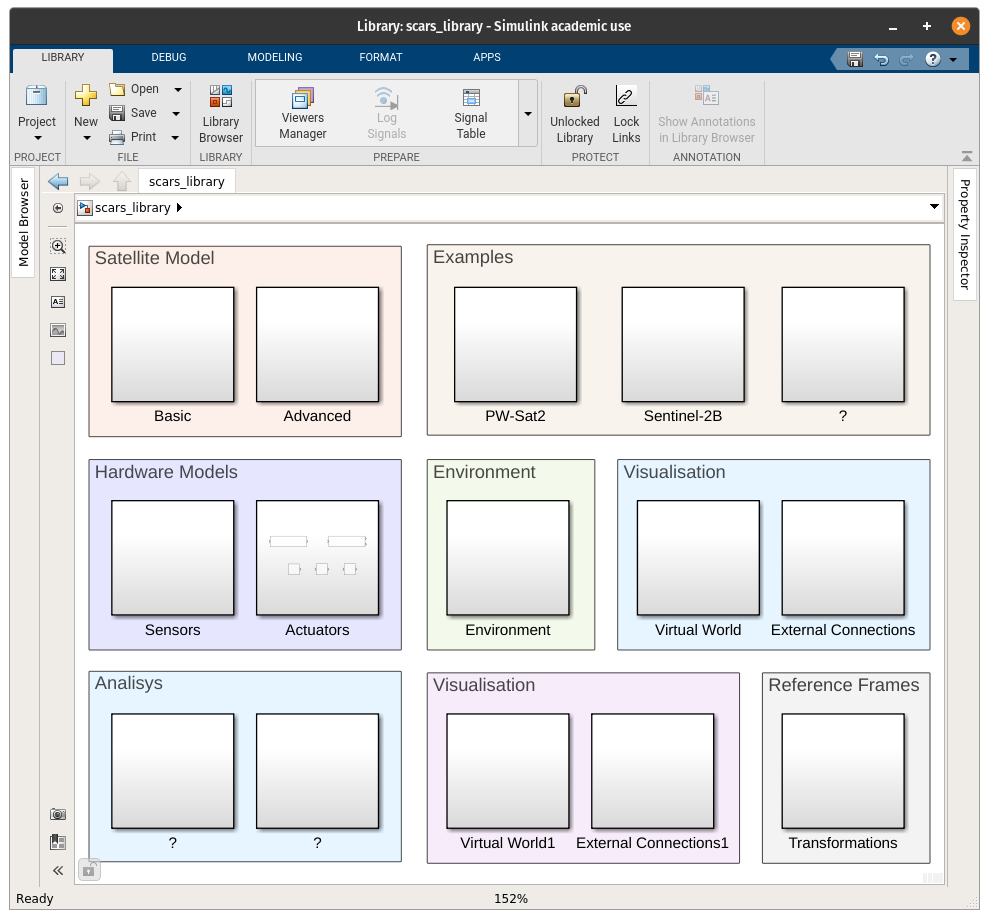 Library: scars_library - Simulink academic use
LIBRARY DEBUG MODELING FORMAT APPS
Project
New
Open
Save
Print
Library Browser
Viewers Manager
Log Signals
Signal Table
Unlocked Library
Lock Links
Show Annotations in Library Browser
PROJECT FILE LIBRARY PREPARE PROTECT ANNOTATION
Model Browser
scars_library
Property Inspector
scars_library
Satellite Model
Basic Advanced
Examples
PW-Sat2 Sentinel-2B ?
Hardware Models
Sensors Actuators
Environment
Environment
Visualisation
Virtual World External Connections
Analisys
? ?
Visualisation
Virtual World1 External Connections1
Reference Frames
Transformations
Ready 152%